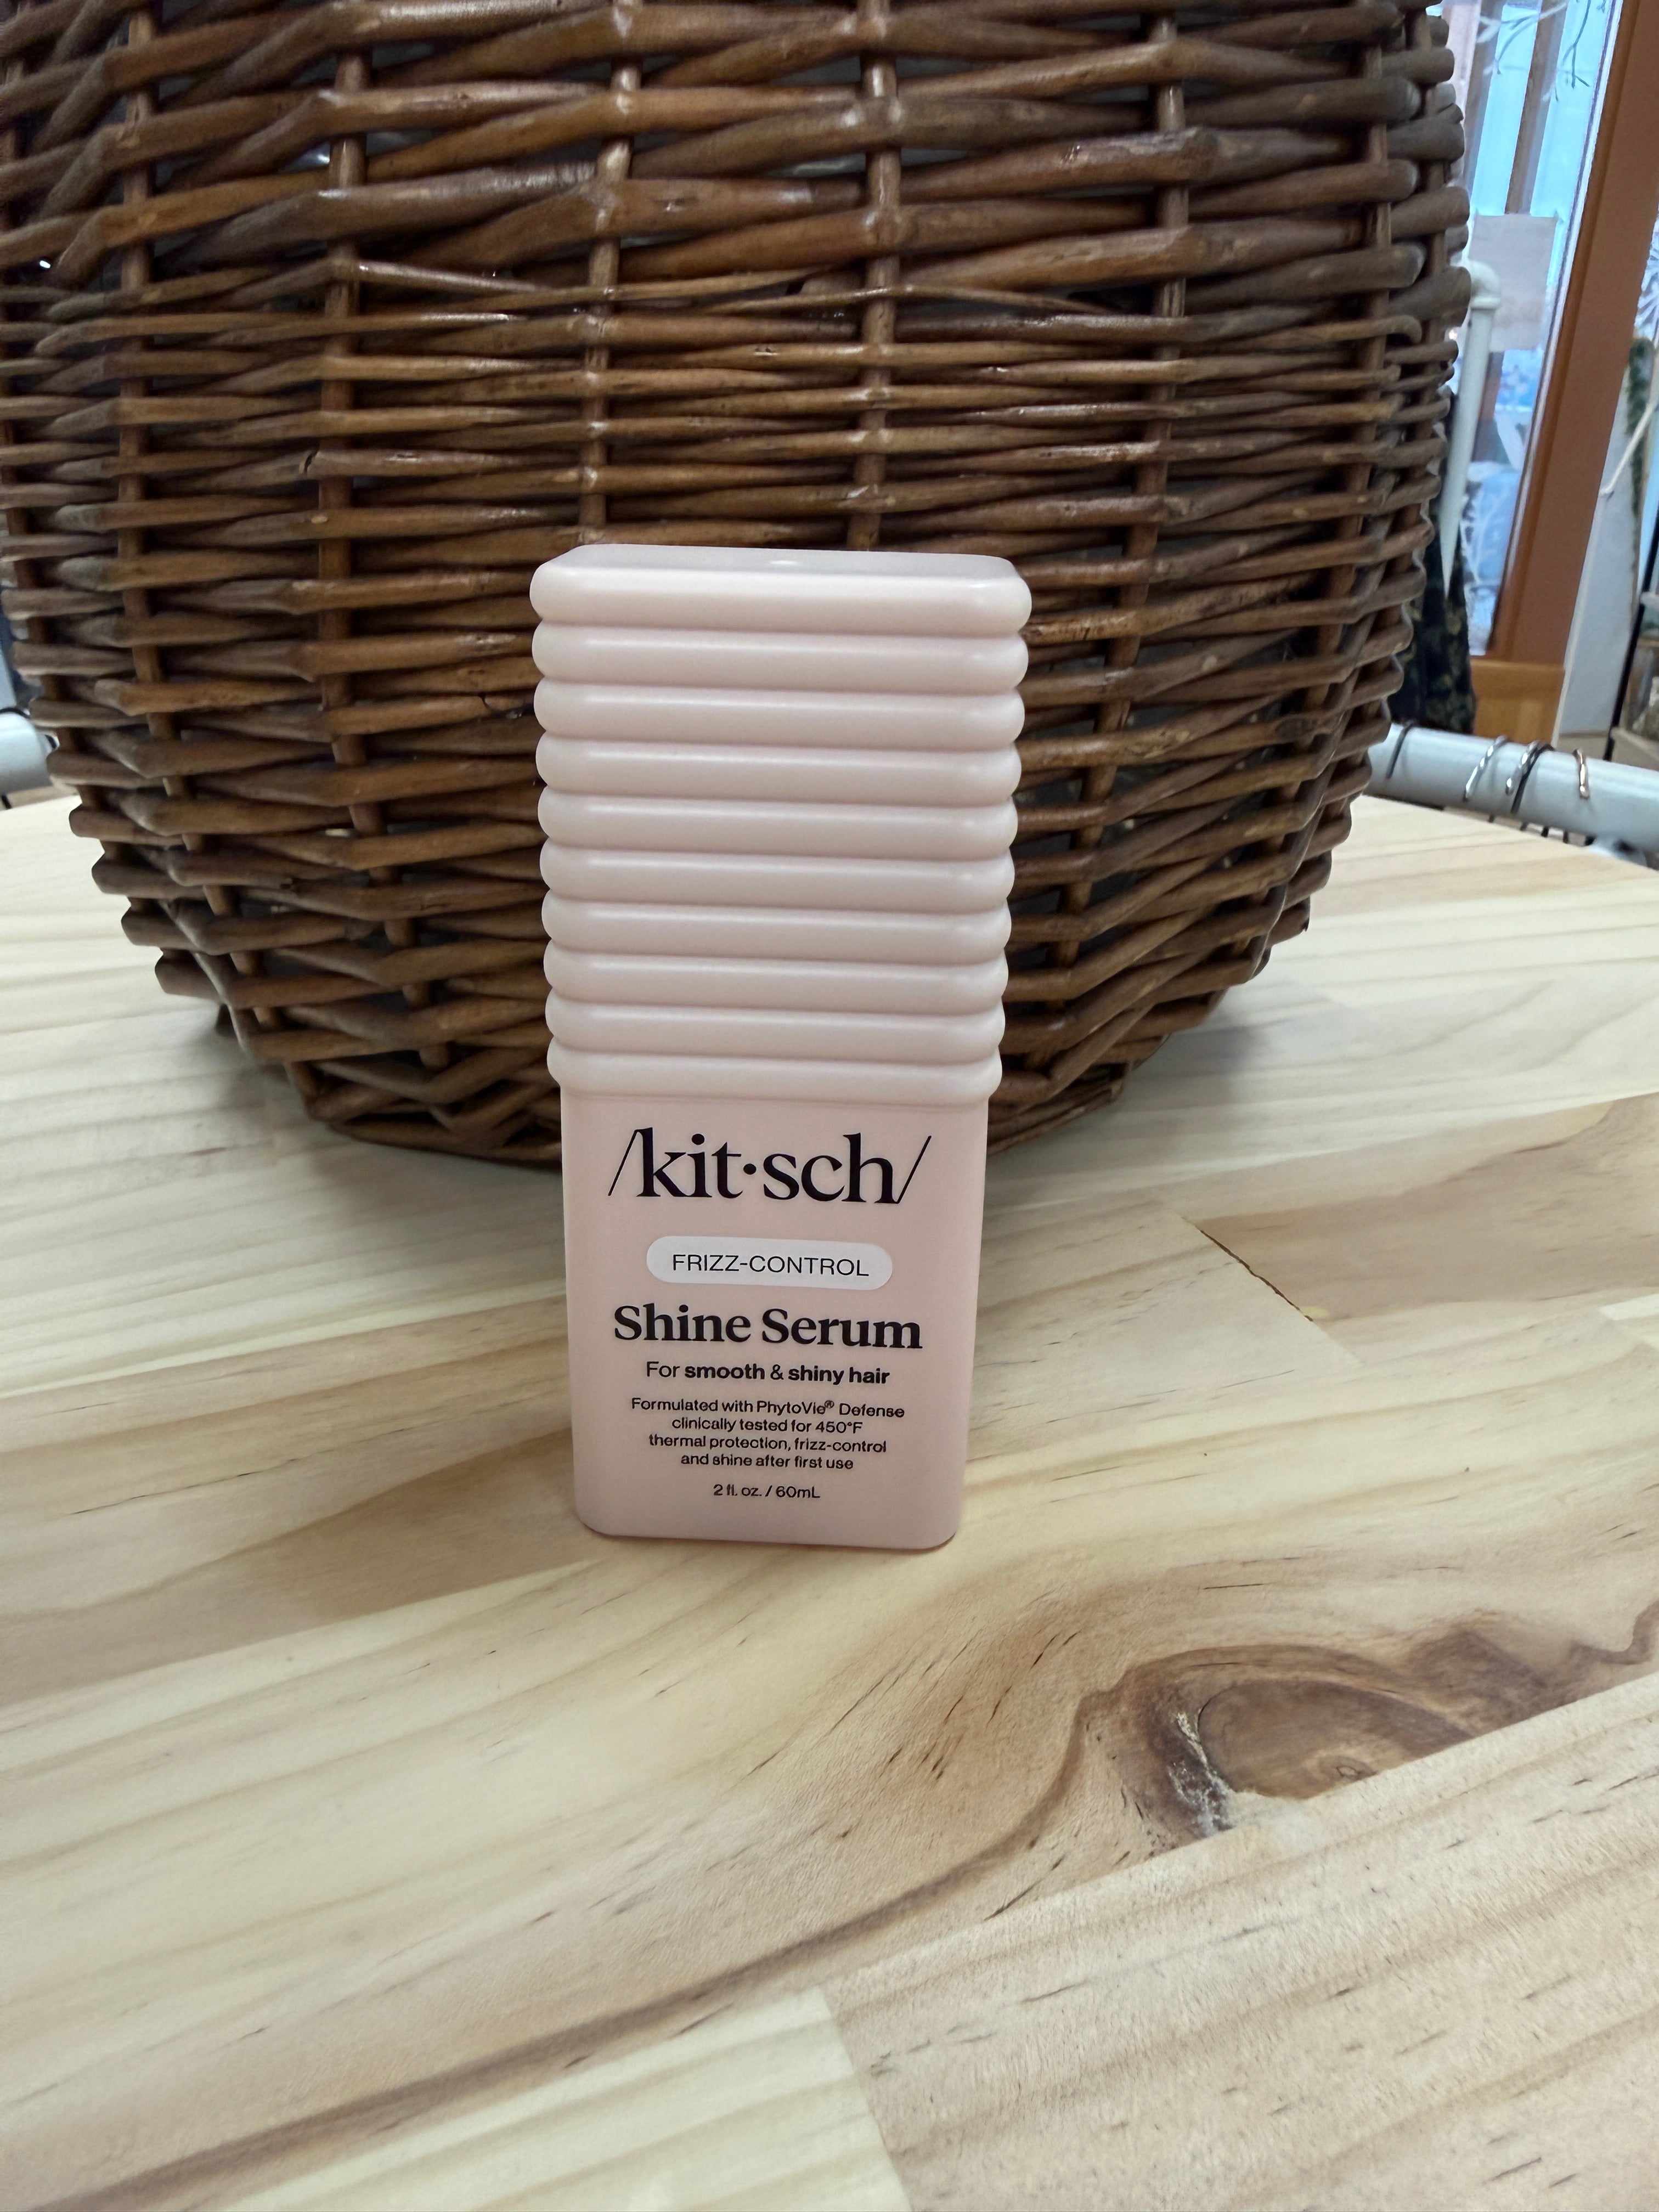 /kit·sch/
FRIZZ-CONTROL
Shine Serum
For smooth & shiny hair
Formulated with PhytoVie® Defense
clinically tested for 450°F
thermal protection, frizz-control
and shine after first use
2 fl. oz. / 60mL